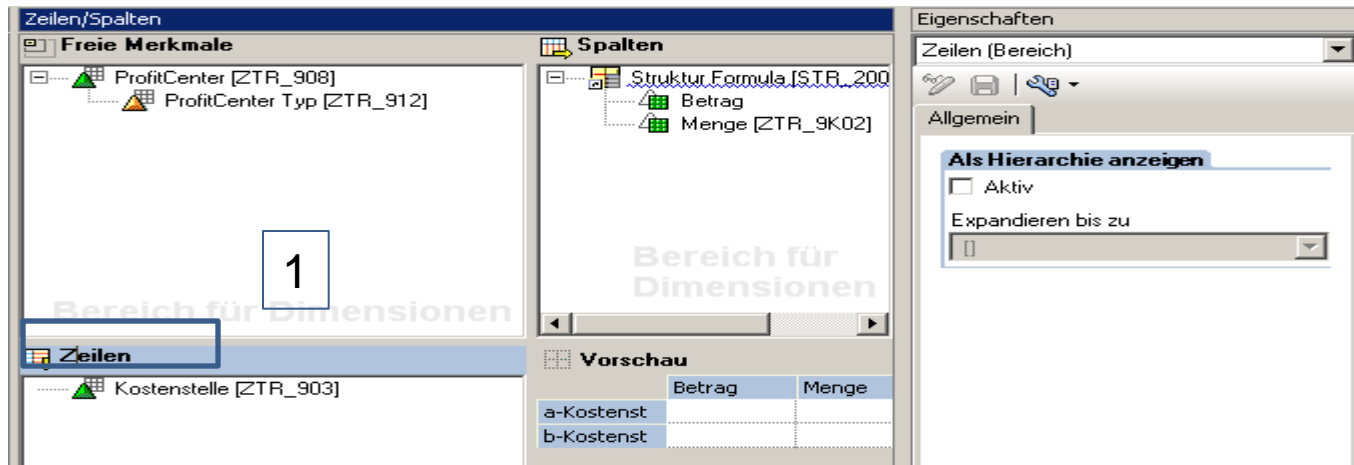 Zeilen/Spalten
Freie Merkmale
ProfitCenter [ZTR_908]
ProfitCenter Typ [ZTR_912]
1
Bereich für Dimensionen
Spalten
Struktur Formula [STR_200
Betrag
Menge [ZTR_9K02]
Bereich für
Dimensionen
Zeilen
Kostenstelle [ZTR_903]
Vorschau
Betrag Menge
a-Kostenst
b-Kostenst
Eigenschaften
Zeilen (Bereich)
Allgemein
Als Hierarchie anzeigen
Aktiv
Expandieren bis zu
[]